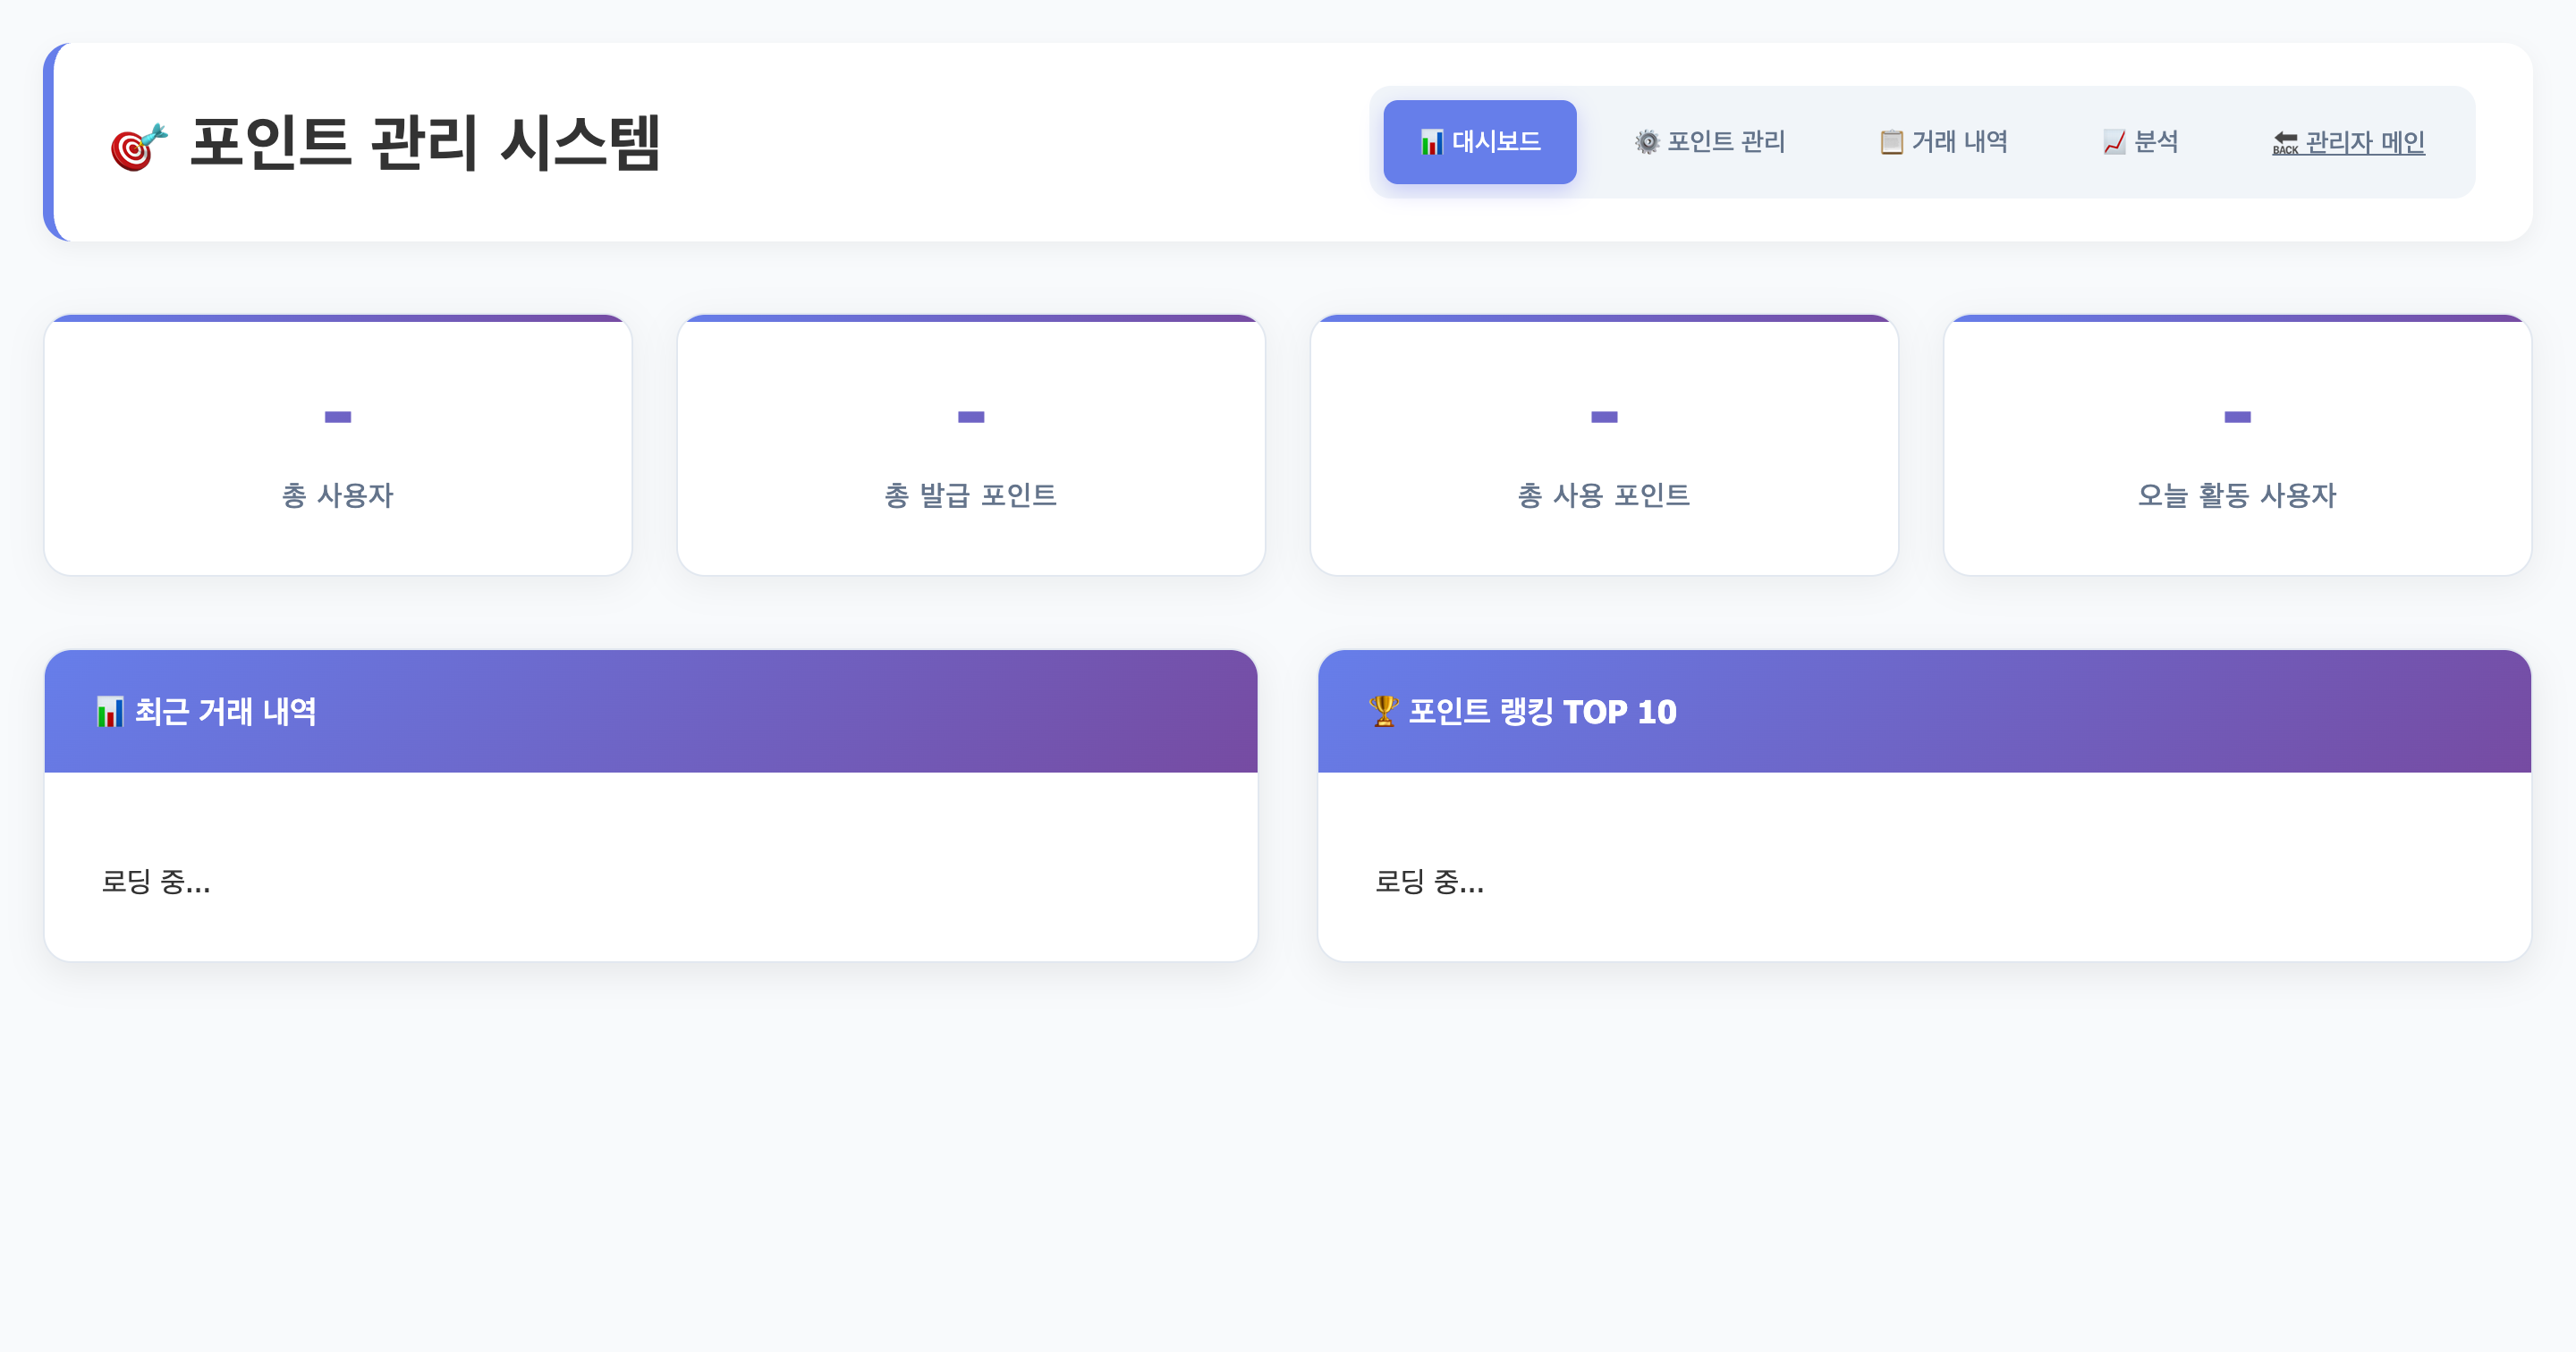 🎯 포인트 관리 시스템
📊 대시보드
⚙️ 포인트 관리
📋 거래 내역
📈 분석
🔙 관리자 메인
-
총 사용자
-
총 발급 포인트
-
총 사용 포인트
-
오늘 활동 사용자
📊 최근 거래 내역
로딩 중...
🏆 포인트 랭킹 TOP 10
로딩 중...